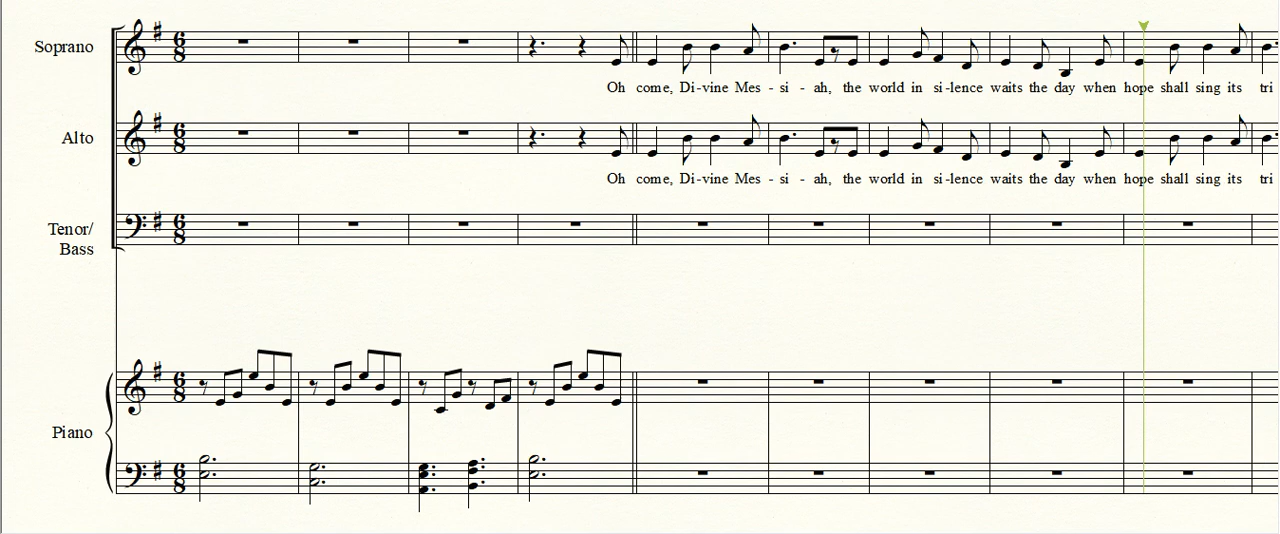 Soprano
Oh come, Di-vine Mes - si - ah, the world in si-lence waits the day when hope shall sing its tri
Alto
Oh come, Di-vine Mes - si - ah, the world in si-lence waits the day when hope shall sing its tri
Tenor/
Bass
Piano